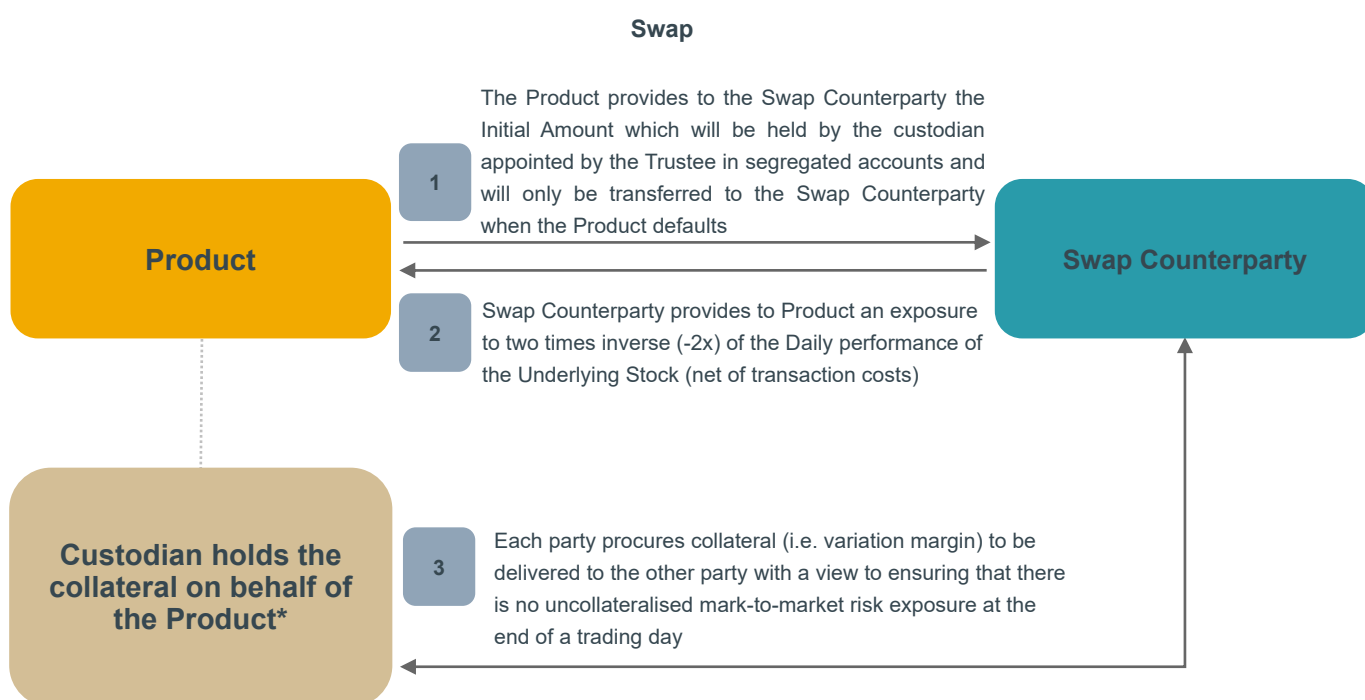 Swap
The Product provides to the Swap Counterparty the
Initial Amount which will be held by the custodian
appointed by the Trustee in segregated accounts and
will only be transferred to the Swap Counterparty
when the Product defaults
1
Product
Swap Counterparty
2
Swap Counterparty provides to Product an exposure
to two times inverse (-2x) of the Daily performance of
the Underlying Stock (net of transaction costs)
Custodian holds the
collateral on behalf of
the Product*
3
Each party procures collateral (i.e. variation margin) to be
delivered to the other party with a view to ensuring that there
is no uncollateralised mark-to-market risk exposure at the
end of a trading day